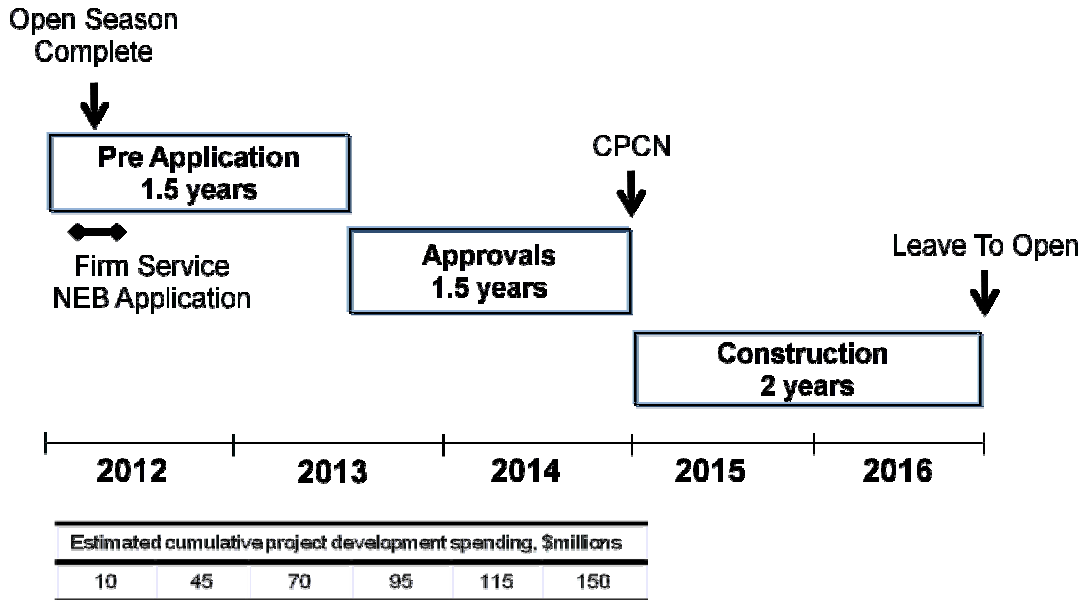 Open Season
Complete
Pre Application
1.5 years
CPCN
Firm Service
NEB Application
Approvals
1.5 years
Leave To Open
Construction
2 years
2012 2013 2014 2015 2016
Estimated cumulative project development spending, $millions
10 45 70 95 115 150